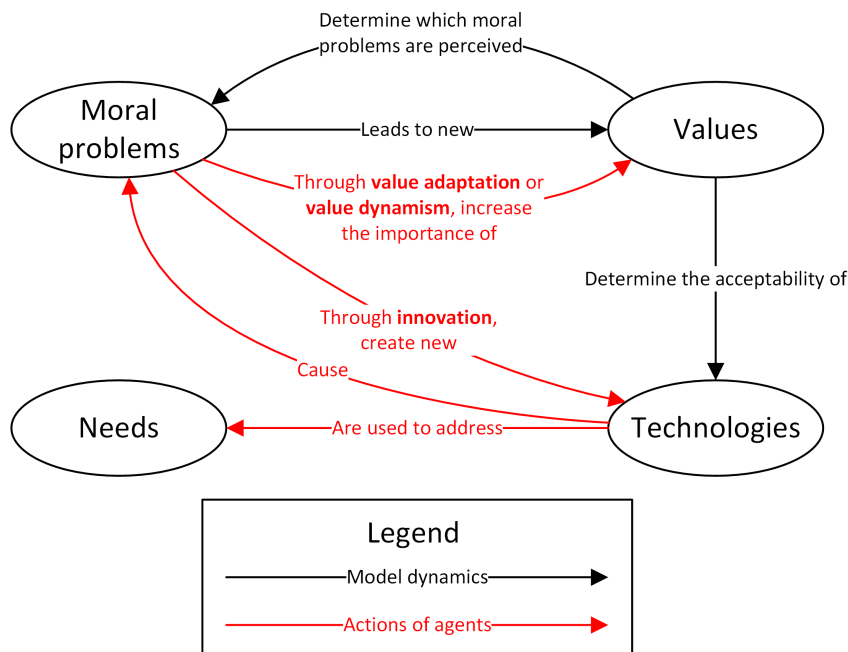 Determine which moral
problems are perceived
Moral
problems
Leads to new
Values
Through value adaptation or
value dynamism, increase
the importance of
Determine the acceptability of
Through innovation,
create new
Cause
Needs
Are used to address
Technologies
Legend
Model dynamics
Actions of agents